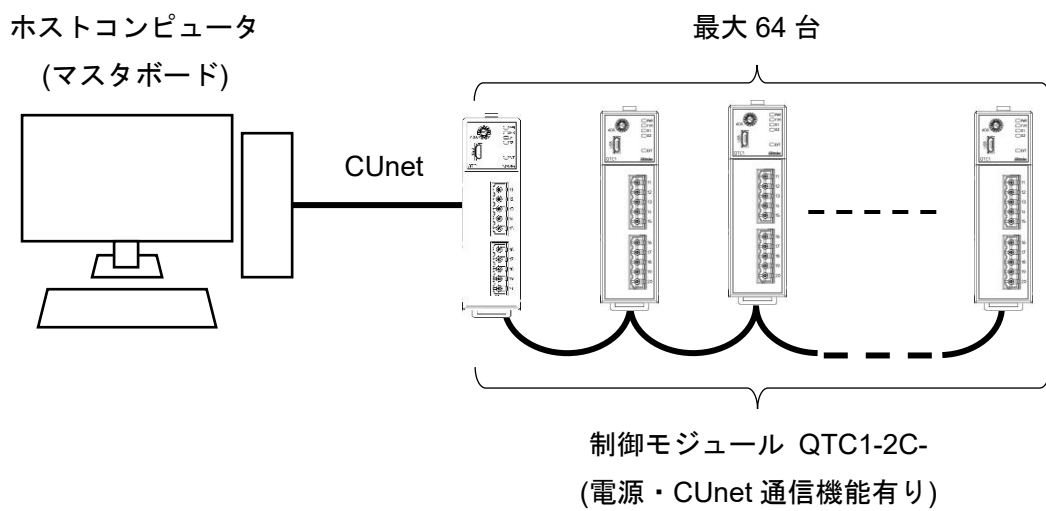 ホストコンピュータ
(マスタボード)
最大 64 台
CUnet
制御モジュール QTC1-2C-
(電源・CUnet 通信機能有り)